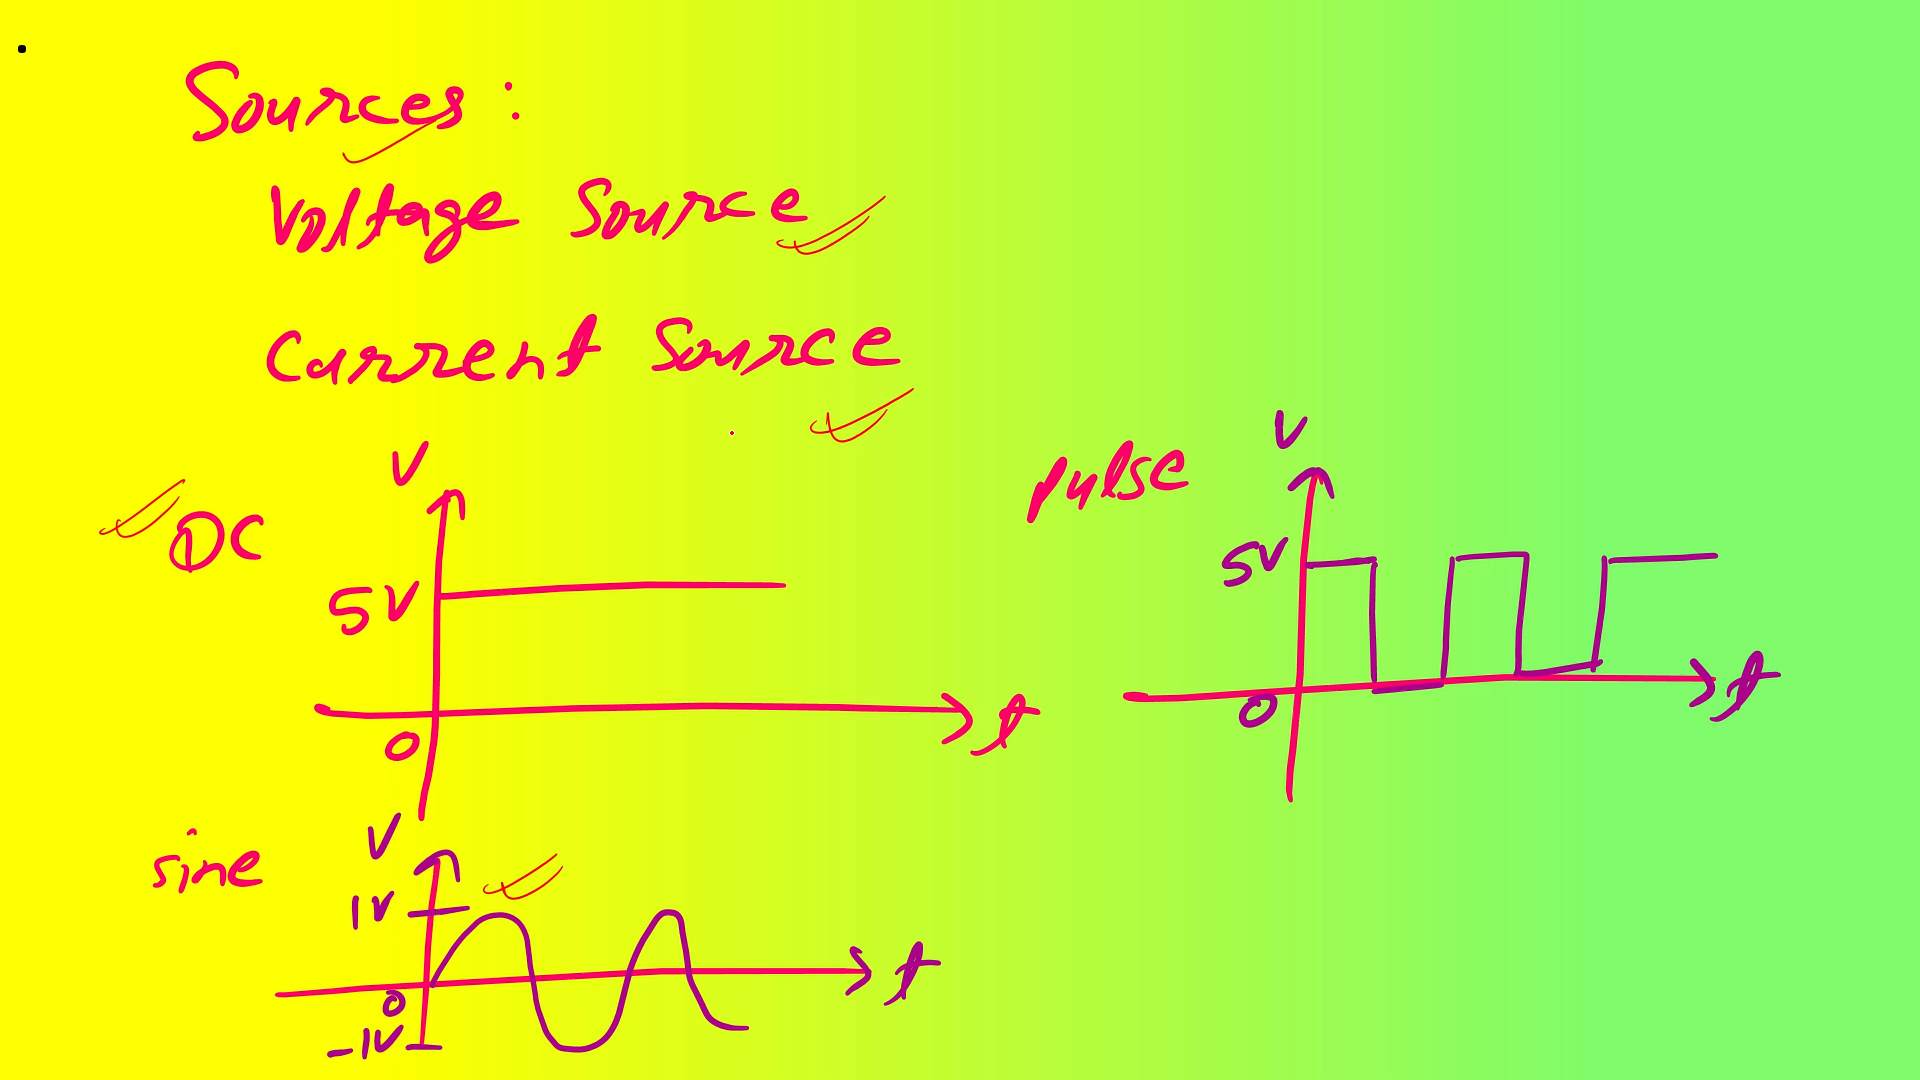 Sources :
Voltage Source
Current Source
DC
V
5V
0
t
pulse
V
5V
0
t
sine
V
1V
0
-1V
t